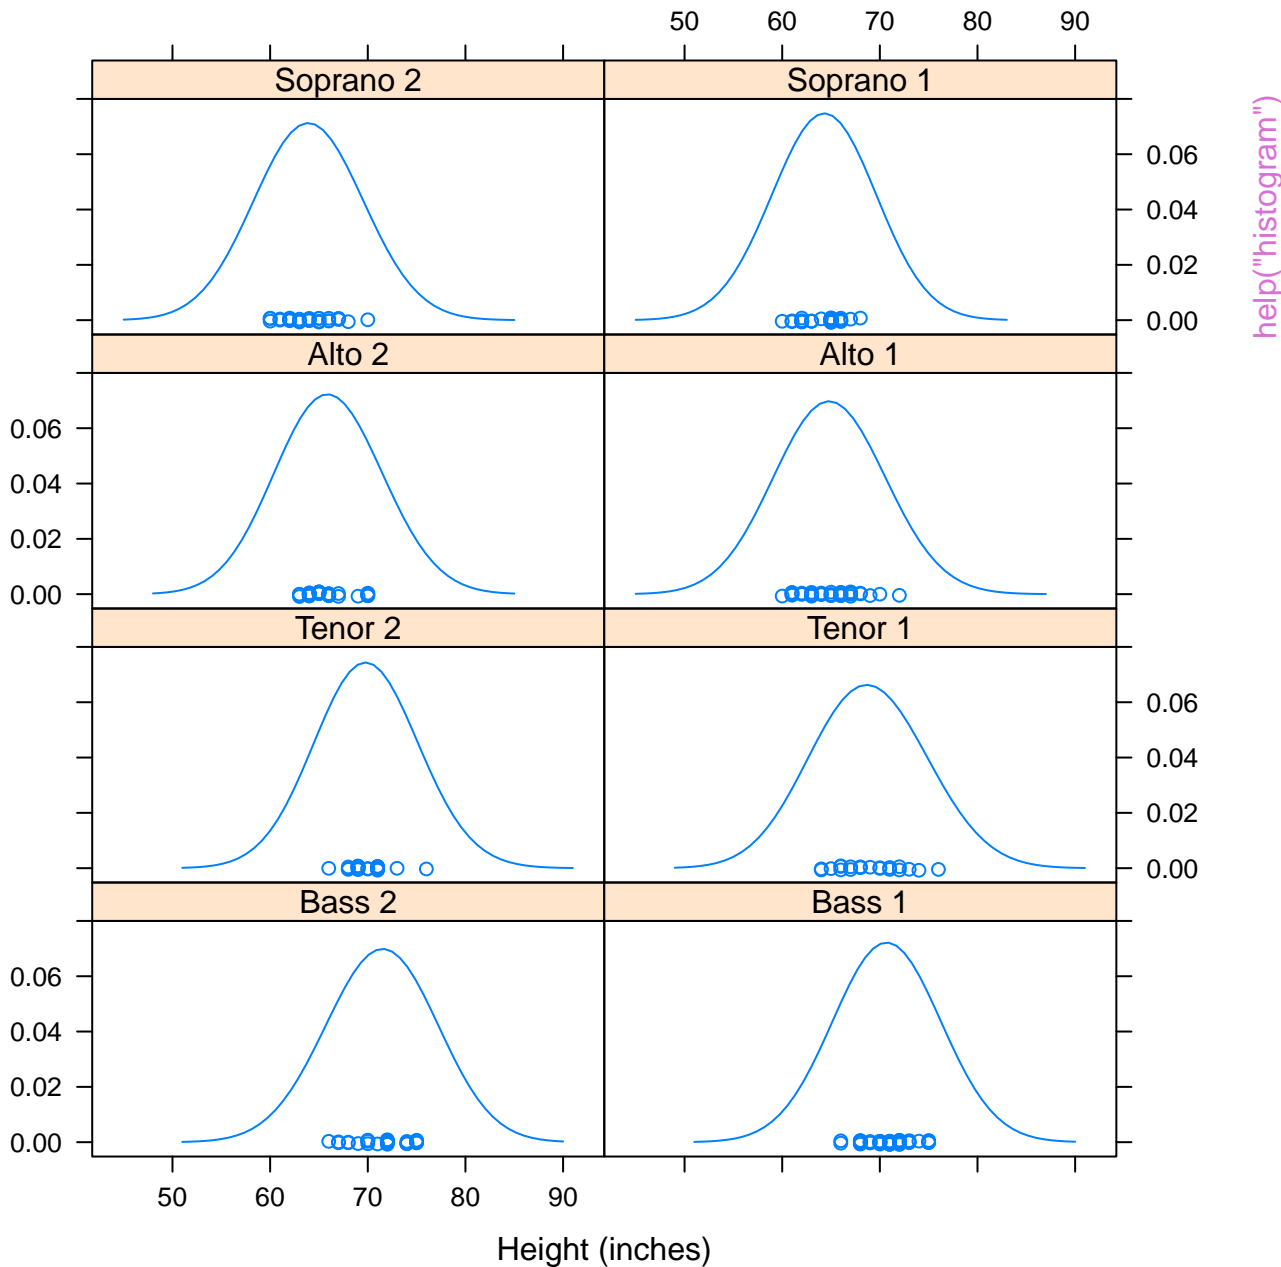 50 60 70 80 90
Soprano 2 Soprano 1
0.06
0.04
0.02
0.00
help("histogram")
Alto 2 Alto 1
0.06
0.04
0.02
0.00
Tenor 2 Tenor 1
0.06
0.04
0.02
0.00
Bass 2 Bass 1
0.06
0.04
0.02
0.00
50 60 70 80 90
Height (inches)